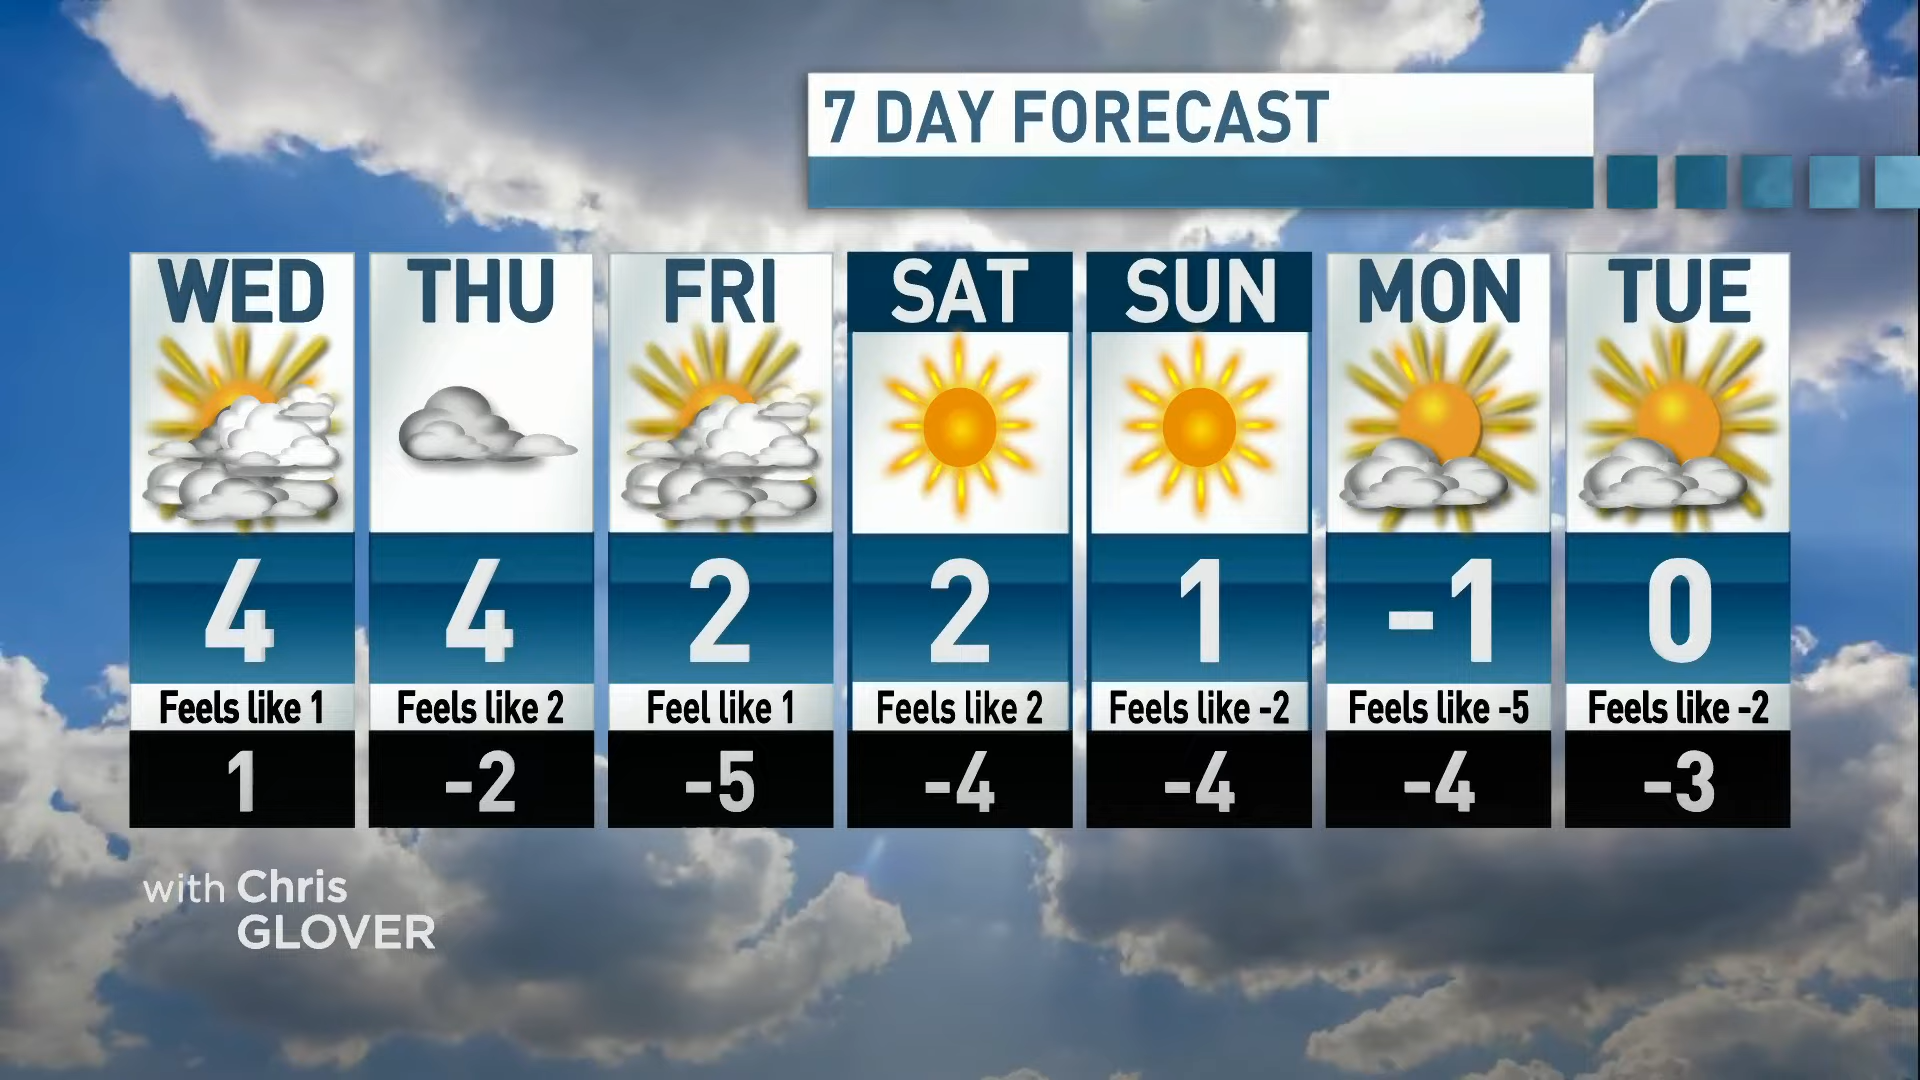 7 DAY FORECAST
WED THU FRI SAT SUN MON TUE
4 4 2 2 1 -1 0
Feels like 1 Feels like 2 Feel like 1 Feels like 2 Feels like -2 Feels like -5 Feels like -2
1 -2 -5 -4 -4 -4 -3
with Chris
GLOVER